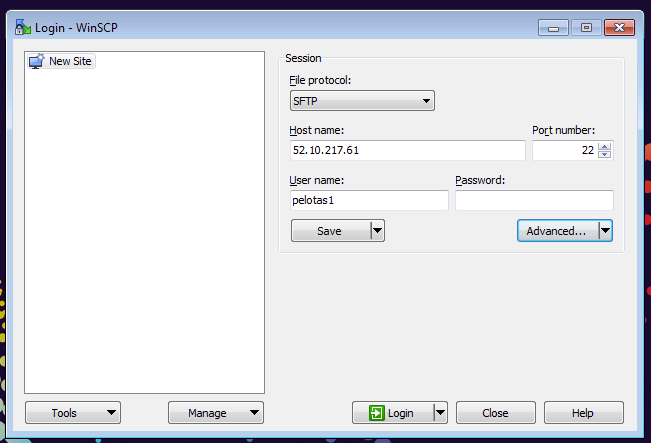 Login - WinSCP
New Site
Session
File protocol:
SFTP
Host name:
Port number:
52.10.217.61
22
User name:
Password:
pelotas1
Save
Advanced...
Tools
Manage
Login
Close
Help